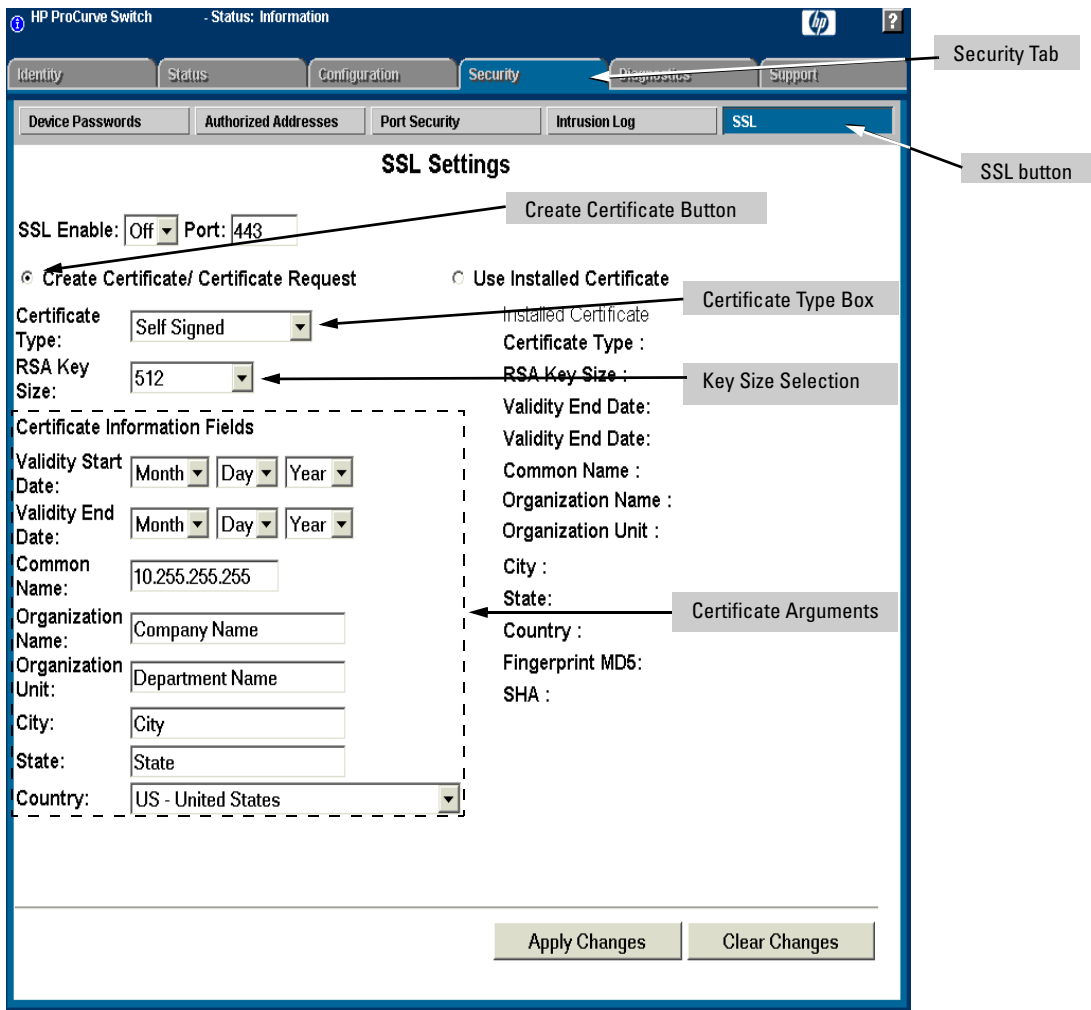 HP ProCurve Switch - Status: Information
hp ?
Identity Status Configuration Security Diagnostics Support
Security Tab
Device Passwords Authorized Addresses Port Security Intrusion Log SSL
SSL button
SSL Settings
Create Certificate Button
SSL Enable: Off Port: 443
Create Certificate/ Certificate Request
Use Installed Certificate
Certificate Type Box
Certificate
Type:
Self Signed
RSA Key
Size:
512
Key Size Selection
Certificate Information Fields
Validity Start
Date:
Month Day Year
Validity End
Date:
Month Day Year
Common
Name:
10.255.255.255
Organization
Name:
Company Name
Organization
Unit:
Department Name
City:
City
State:
State
Country:
US - United States
Installed Certificate
Certificate Type :
RSA Key Size :
Validity End Date:
Validity End Date:
Common Name :
Organization Name :
Organization Unit :
City :
State:
Country :
Fingerprint MD5:
SHA :
Certificate Arguments
Apply Changes Clear Changes